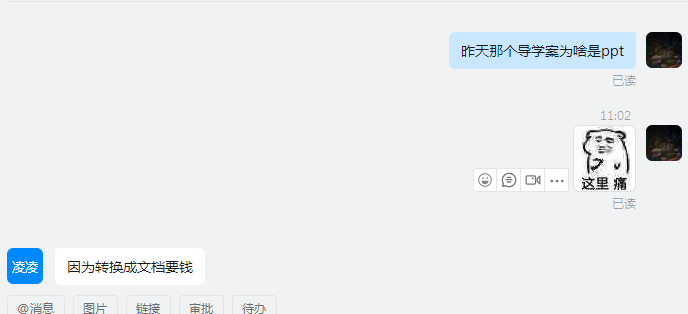 昨天那个导学案为啥是ppt
已读
11:02
这里 痛
已读
凌凌
因为转换成文档要钱
@消息
图片
链接
审批
待办